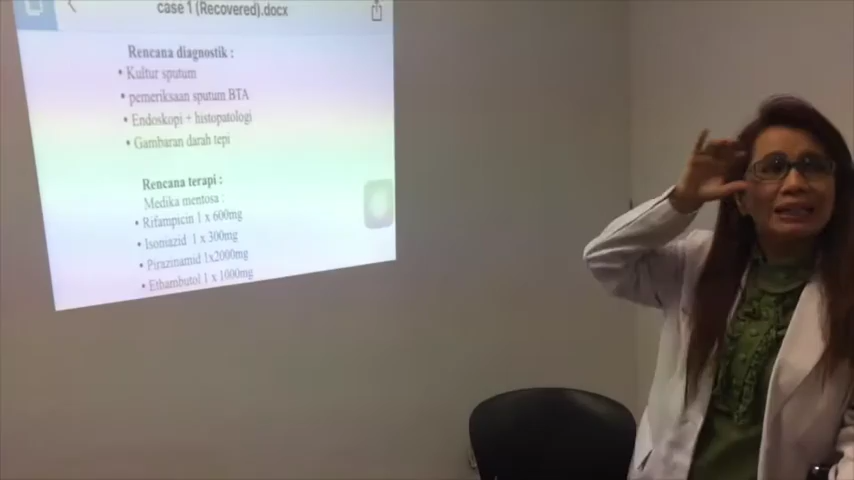 case 1 (Recovered).docx
Rencana diagnostik :
• Kultur sputum
• pemeriksaan sputum BTA
• Endoskopi + histopatologi
• Gambaran darah tepi
Rencana terapi :
Medika mentosa :
• Rifampicin 1 x 600mg
• Isoniazid 1 x 300mg
• Pirazinamid 1x2000mg
• Ethambutol 1 x 1000mg